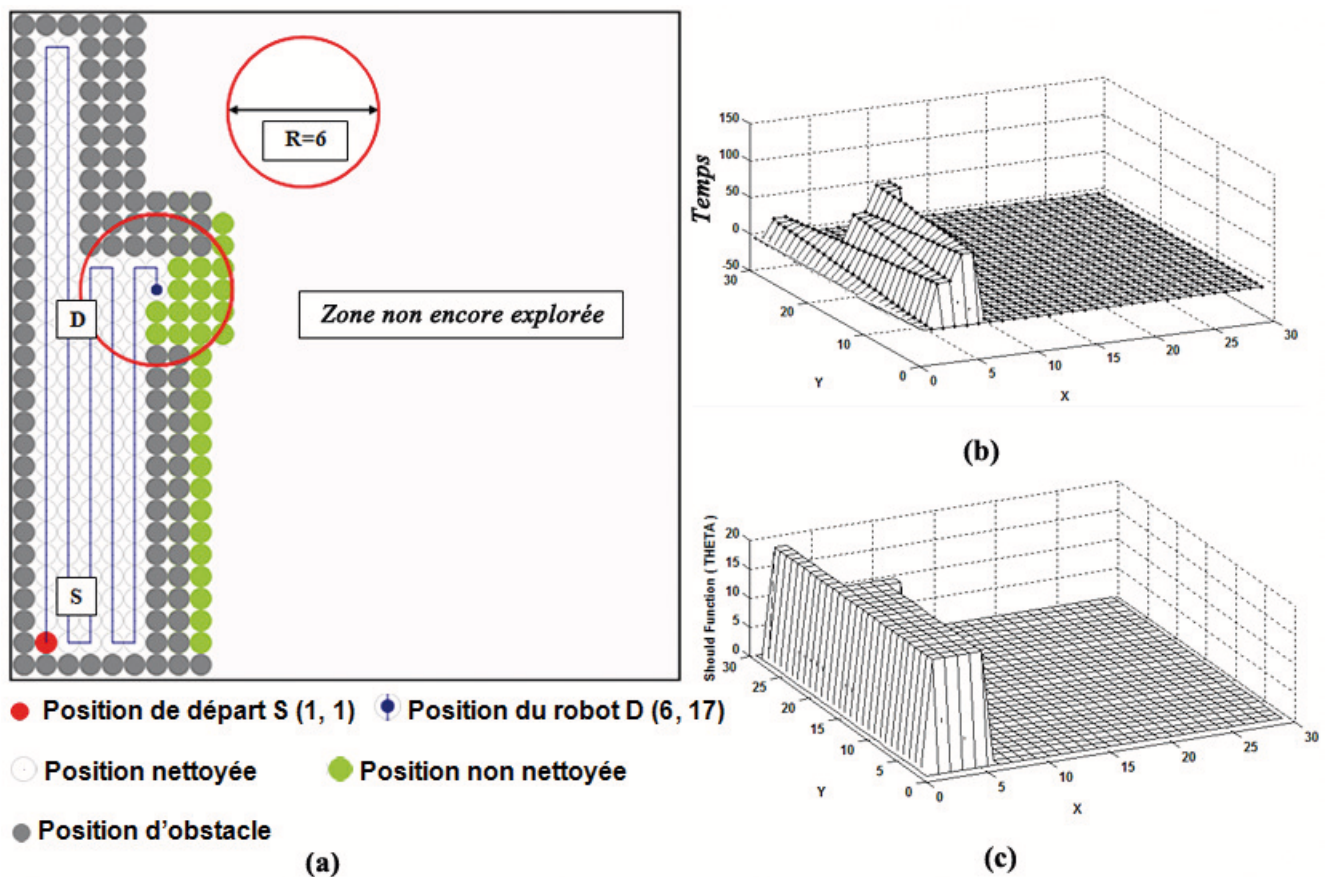 R=6
D
Zone non encore explorée
S
Position de départ S (1, 1)
Position du robot D (6, 17)
Position nettoyée
Position non nettoyée
Position d'obstacle
(a)
Temps
150
100
50
0
-50
30
20
10
0
Y
0
5
10
15
20
25
30
X
(b)
Should Function ( THETA )
20
15
10
5
0
30
25
20
15
10
5
0
Y
0
5
10
15
20
25
30
X
(c)